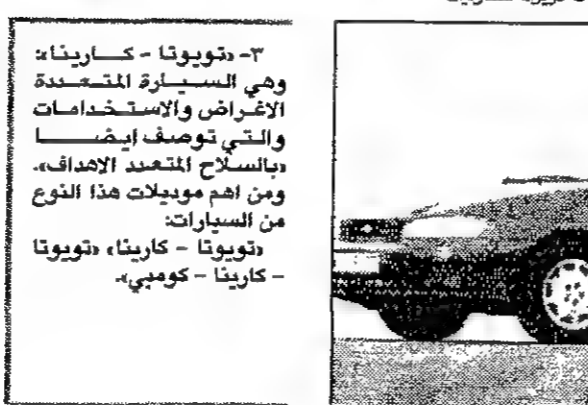 ٣- «تويوتا - كارينا»:
وهي السيارة المتعددة
الاغراض والاستخدامات
والتي توصف ايضا
«بالسلاح المتعدد الاهداف».
ومن اهم موديلات هذا النوع
من السيارات:
«تويوتا - كارينا» «تويوتا
- كارينا - كومبي».